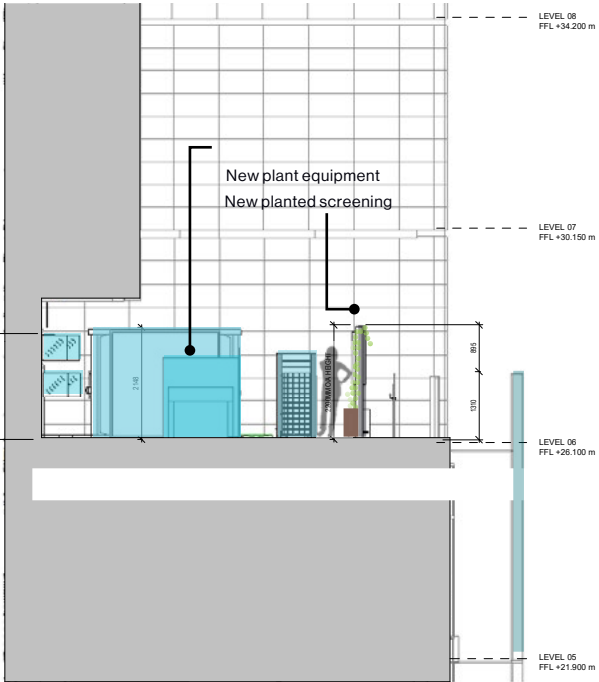 LEVEL 08
FFL +34.200 m
New plant equipment
New planted screening
LEVEL 07
FFL +30.150 m
895
2148
1310
LEVEL 06
FFL +26.100 m
LEVEL 05
FFL +21.900 m